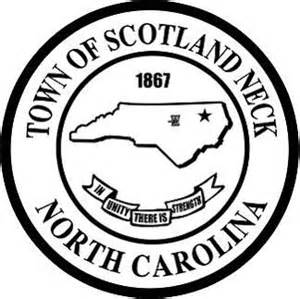 TOWN OF SCOTLAND NECK
1867
IN UNITY THERE IS STRENGTH
NORTH CAROLINA